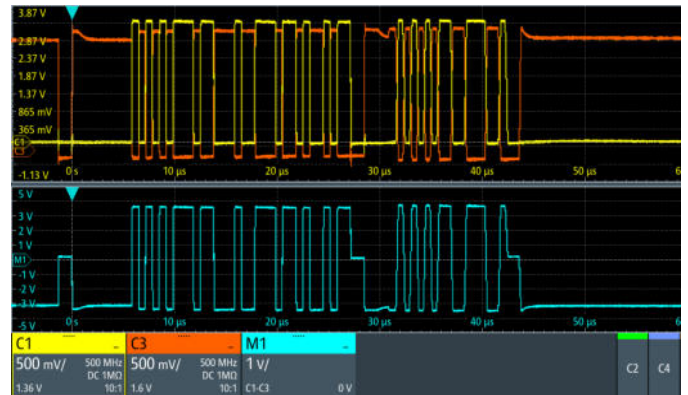 3.87 V
2.87 V
2.37 V
1.87 V
1.37 V
865 mV
365 mV
C1
-1.13 V
0 s 10 µs 20 µs 30 µs 40 µs 50 µs
5 V
3 V
2 V
1 V
M1
-1 V
-2 V
-3 V
-5 V
0 s 10 µs 20 µs 30 µs 40 µs 50 µs
C1 C3 M1
500 mV/ 500 MHz 500 mV/ 500 MHz 1 V/
DC 1MΩ DC 1MΩ
1.36 V 10:1 1.6 V 10:1 C1-C3 0 V
C2 C4